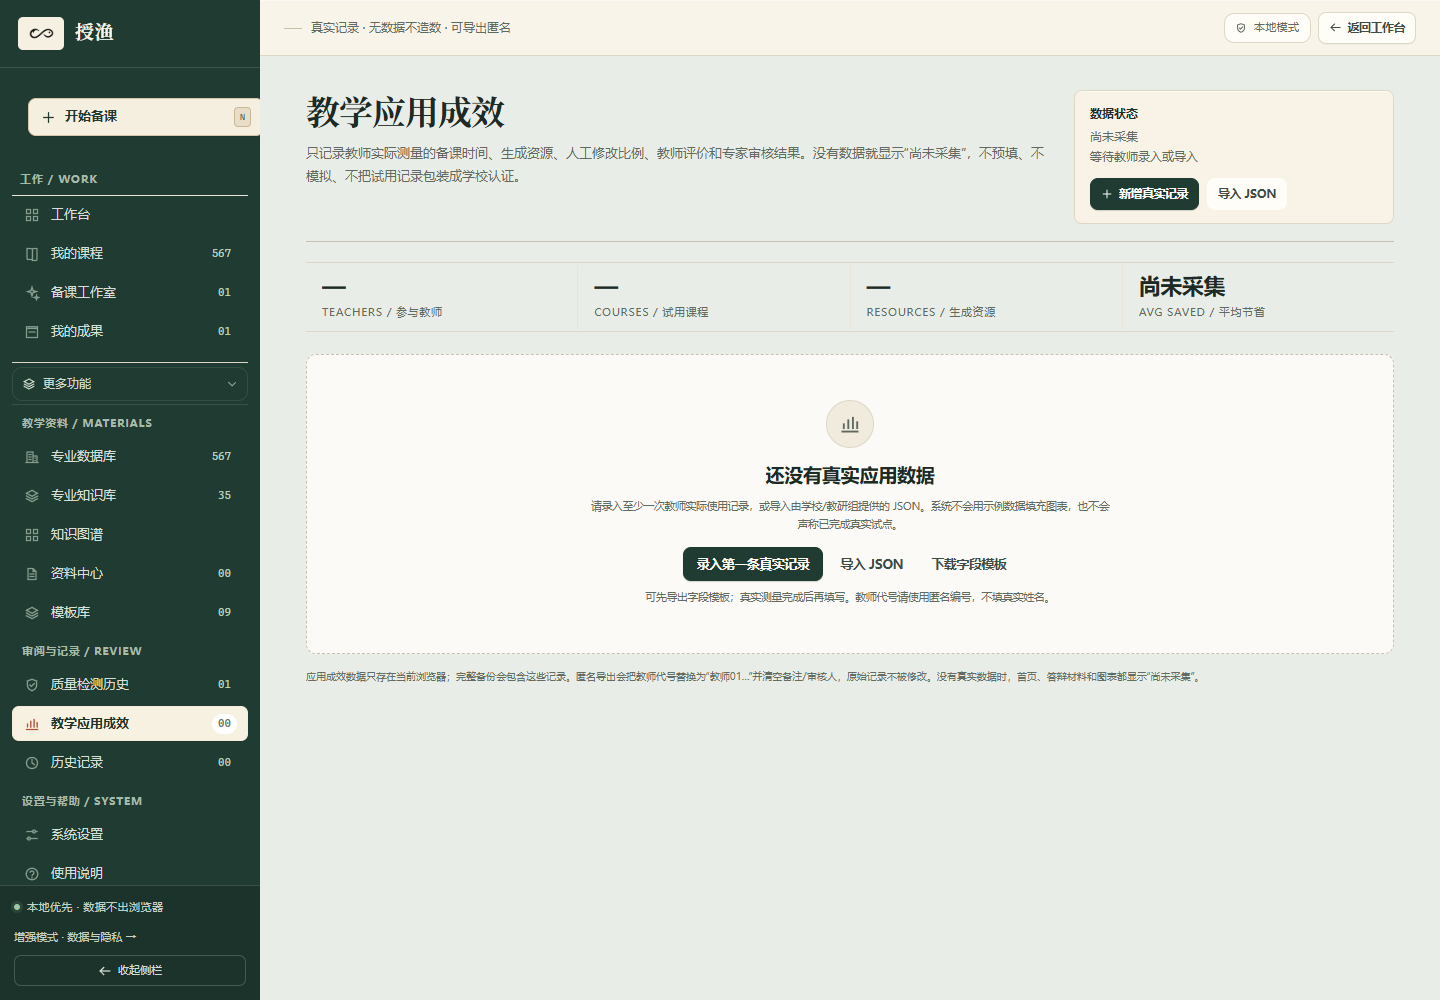 授渔
开始备课
N
工作 / WORK
工作台
我的课程 567
备课工作室 01
我的成果 01
更多功能
教学资料 / MATERIALS
专业数据库 567
专业知识库 35
知识图谱
资料中心 00
模板库 09
审阅与记录 / REVIEW
质量检测历史 01
教学应用成效 00
历史记录 00
设置与帮助 / SYSTEM
系统设置
使用说明
本地优先 · 数据不出浏览器
增强模式 · 数据与隐私 →
← 收起侧栏
真实记录 · 无数据不造数 · 可导出匿名
本地模式
← 返回工作台
教学应用成效
只记录教师实际测量的备课时间、生成资源、人工修改比例、教师评价和专家审核结果。没有数据就显示“尚未采集”，不预填、不
模拟、不把试用记录包装成学校认证。
数据状态
尚未采集
等待教师录入或导入
＋ 新增真实记录
导入 JSON
—
TEACHERS / 参与教师
—
COURSES / 试用课程
—
RESOURCES / 生成资源
尚未采集
AVG SAVED / 平均节省
还没有真实应用数据
请录入至少一次教师实际使用记录，或导入由学校/教研组提供的 JSON。系统不会用示例数据填充图表，也不会
声称已完成真实试点。
录入第一条真实记录
导入 JSON
下载字段模板
可先导出字段模板；真实测量完成后再填写。教师代号请使用匿名编号，不填真实姓名。
应用成效数据只存在当前浏览器；完整备份会包含这些记录。匿名导出会把教师代号替换为“教师01…”并清空备注/审核人，原始记录不被修改。没有真实数据时，首页、答辩材料和图表都显示“尚未采集”。